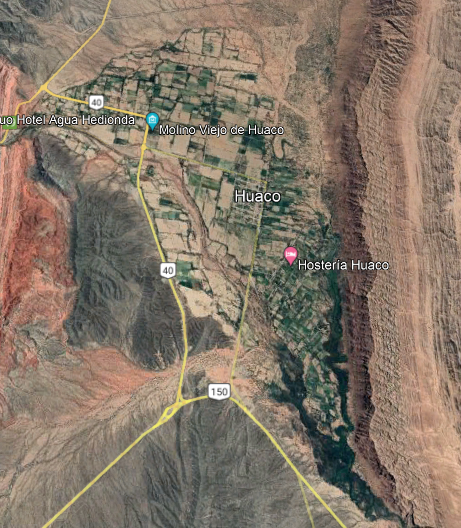 40
uo Hotel Agua Hedionda
Molino Viejo de Huaco
Huaco
Hostería Huaco
40
150